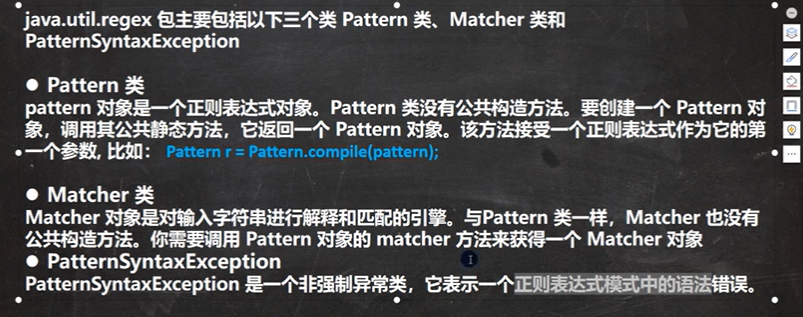 java.util.regex 包主要包括以下三个类 Pattern 类、Matcher 类和
PatternSyntaxException
● Pattern 类
pattern 对象是一个正则表达式对象。Pattern 类没有公共构造方法。要创建一个 Pattern 对
象，调用其公共静态方法，它返回一个 Pattern 对象。该方法接受一个正则表达式作为它的第
一个参数, 比如： Pattern r = Pattern.compile(pattern);
● Matcher 类
Matcher 对象是对输入字符串进行解释和匹配的引擎。与Pattern 类一样，Matcher 也没有
公共构造方法。你需要调用 Pattern 对象的 matcher 方法来获得一个 Matcher 对象
● PatternSyntaxException
PatternSyntaxException 是一个非强制异常类，它表示一个正则表达式模式中的语法错误。